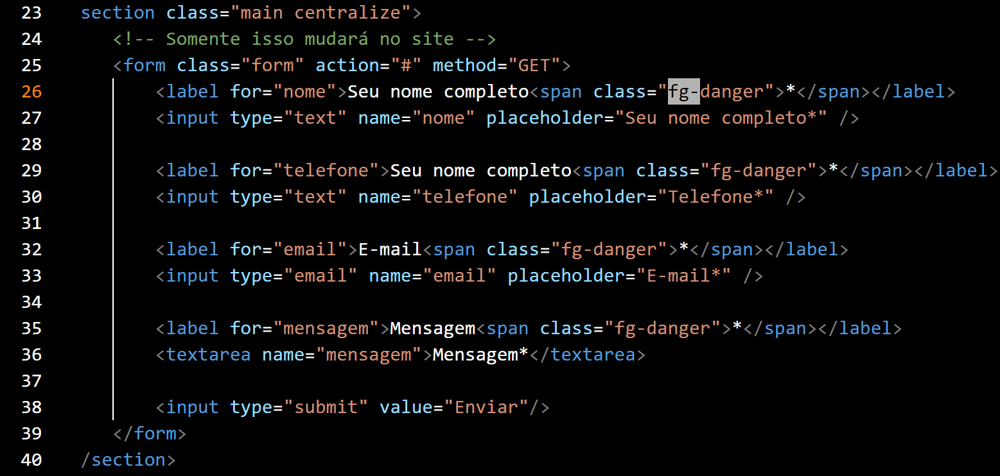 23 section class="main centralize">
24 <!-- Somente isso mudará no site -->
25 <form class="form" action="#" method="GET">
26 <label for="nome">Seu nome completo<span class="fg-danger">*</span></label>
27 <input type="text" name="nome" placeholder="Seu nome completo*" />
28
29 <label for="telefone">Seu nome completo<span class="fg-danger">*</span></label>
30 <input type="text" name="telefone" placeholder="Telefone*" />
31
32 <label for="email">E-mail<span class="fg-danger">*</span></label>
33 <input type="email" name="email" placeholder="E-mail*" />
34
35 <label for="mensagem">Mensagem<span class="fg-danger">*</span></label>
36 <textarea name="mensagem">Mensagem*</textarea>
37
38 <input type="submit" value="Enviar"/>
39 </form>
40 /section>